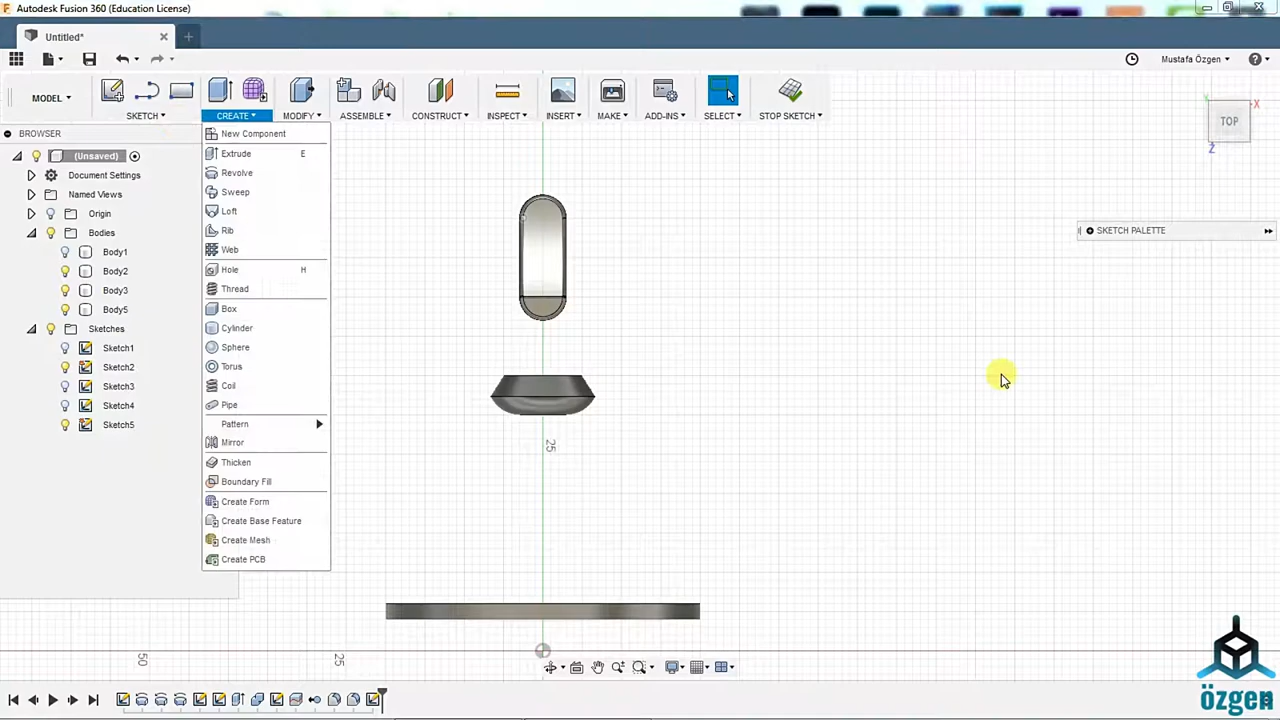 Autodesk Fusion 360 (Education License)
Untitled*
Mustafa Özgen
MODEL
SKETCH
CREATE
MODIFY
ASSEMBLE
CONSTRUCT
INSPECT
INSERT
MAKE
ADD-INS
SELECT
STOP SKETCH
BROWSER
(Unsaved)
Document Settings
Named Views
Origin
Bodies
Body1
Body2
Body3
Body5
Sketches
Sketch1
Sketch2
Sketch3
Sketch4
Sketch5
New Component
Extrude E
Revolve
Sweep
Loft
Rib
Web
Hole H
Thread
Box
Cylinder
Sphere
Torus
Coil
Pipe
Pattern
Mirror
Thicken
Boundary Fill
Create Form
Create Base Feature
Create Mesh
Create PCB
X
Y
TOP
Z
SKETCH PALETTE
25
50
25
özgen